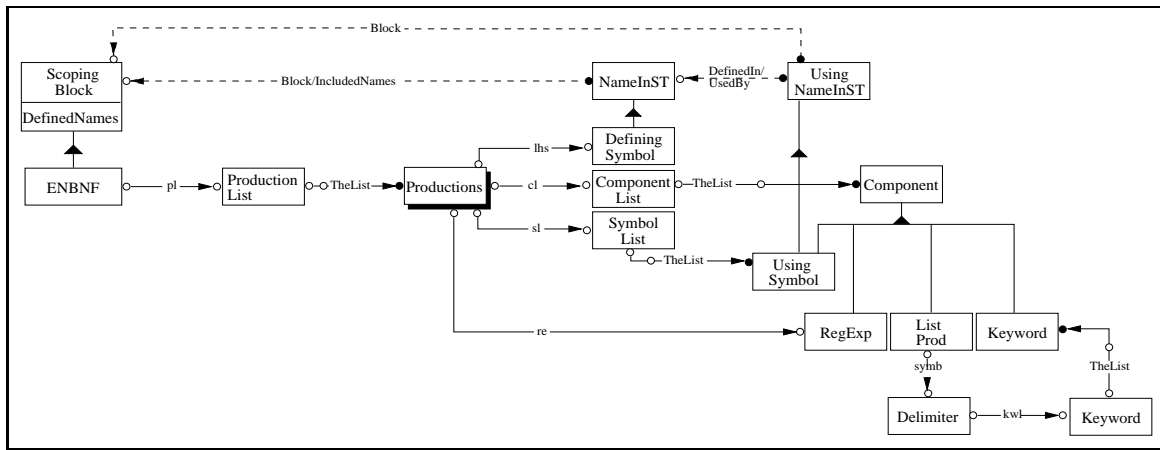 Block
Scoping
Block
DefinedNames
Block/IncludedNames
NameInST
DefinedIn/
UsedBy
Using
NameInST
lhs
Defining
Symbol
ENBNF
pl
Production
List
TheList
Productions
cl
Component
List
TheList
Component
sl
Symbol
List
TheList
Using
Symbol
re
RegExp
List
Prod
Keyword
symb
TheList
Delimiter
kwl
Keyword